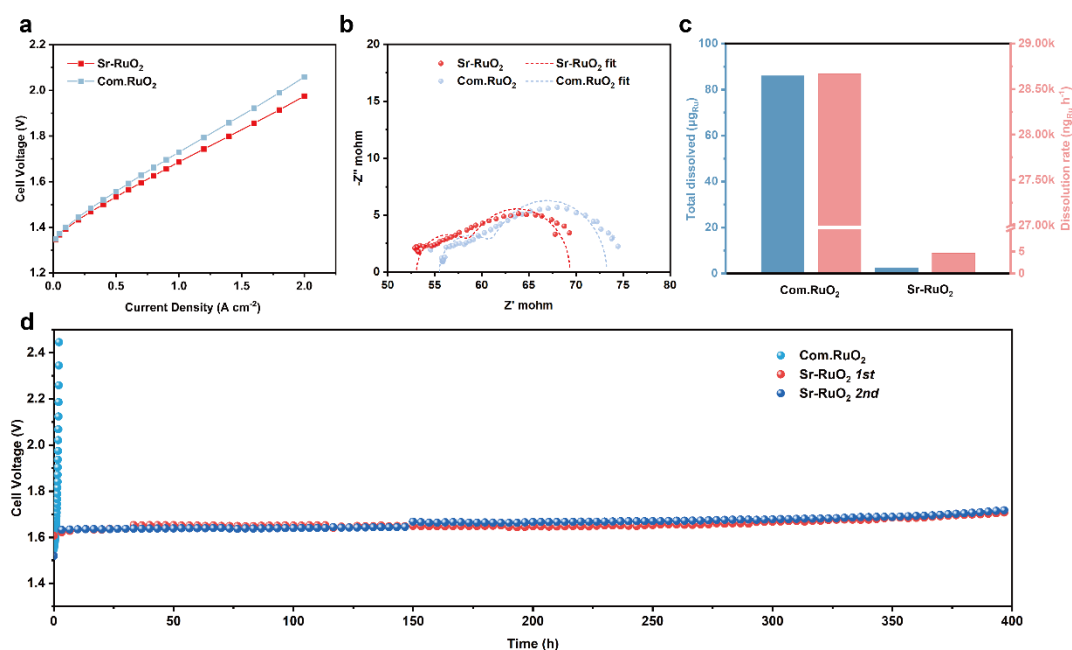 a
Cell Voltage (V)
2.2
2.0
1.8
1.6
1.4
1.2
0.0
0.5
1.0
1.5
2.0
Current Density (A cm⁻²)
Sr-RuO₂
Com.RuO₂
b
-Z'' mohm
20
15
10
5
0
50
55
60
65
70
75
80
Z' mohm
Sr-RuO₂
Sr-RuO₂ fit
Com.RuO₂
Com.RuO₂ fit
c
Total dissolved (μgRu)
100
80
60
40
20
0
Com.RuO₂
Sr-RuO₂
29.00k
28.50k
27.75k
27.00k
5
0
Dissolution rate (ngRu h⁻¹)
d
Cell Voltage (V)
2.4
2.2
2.0
1.8
1.6
1.4
0
50
100
150
200
250
300
350
400
Time (h)
Com.RuO₂
Sr-RuO₂ 1st
Sr-RuO₂ 2nd